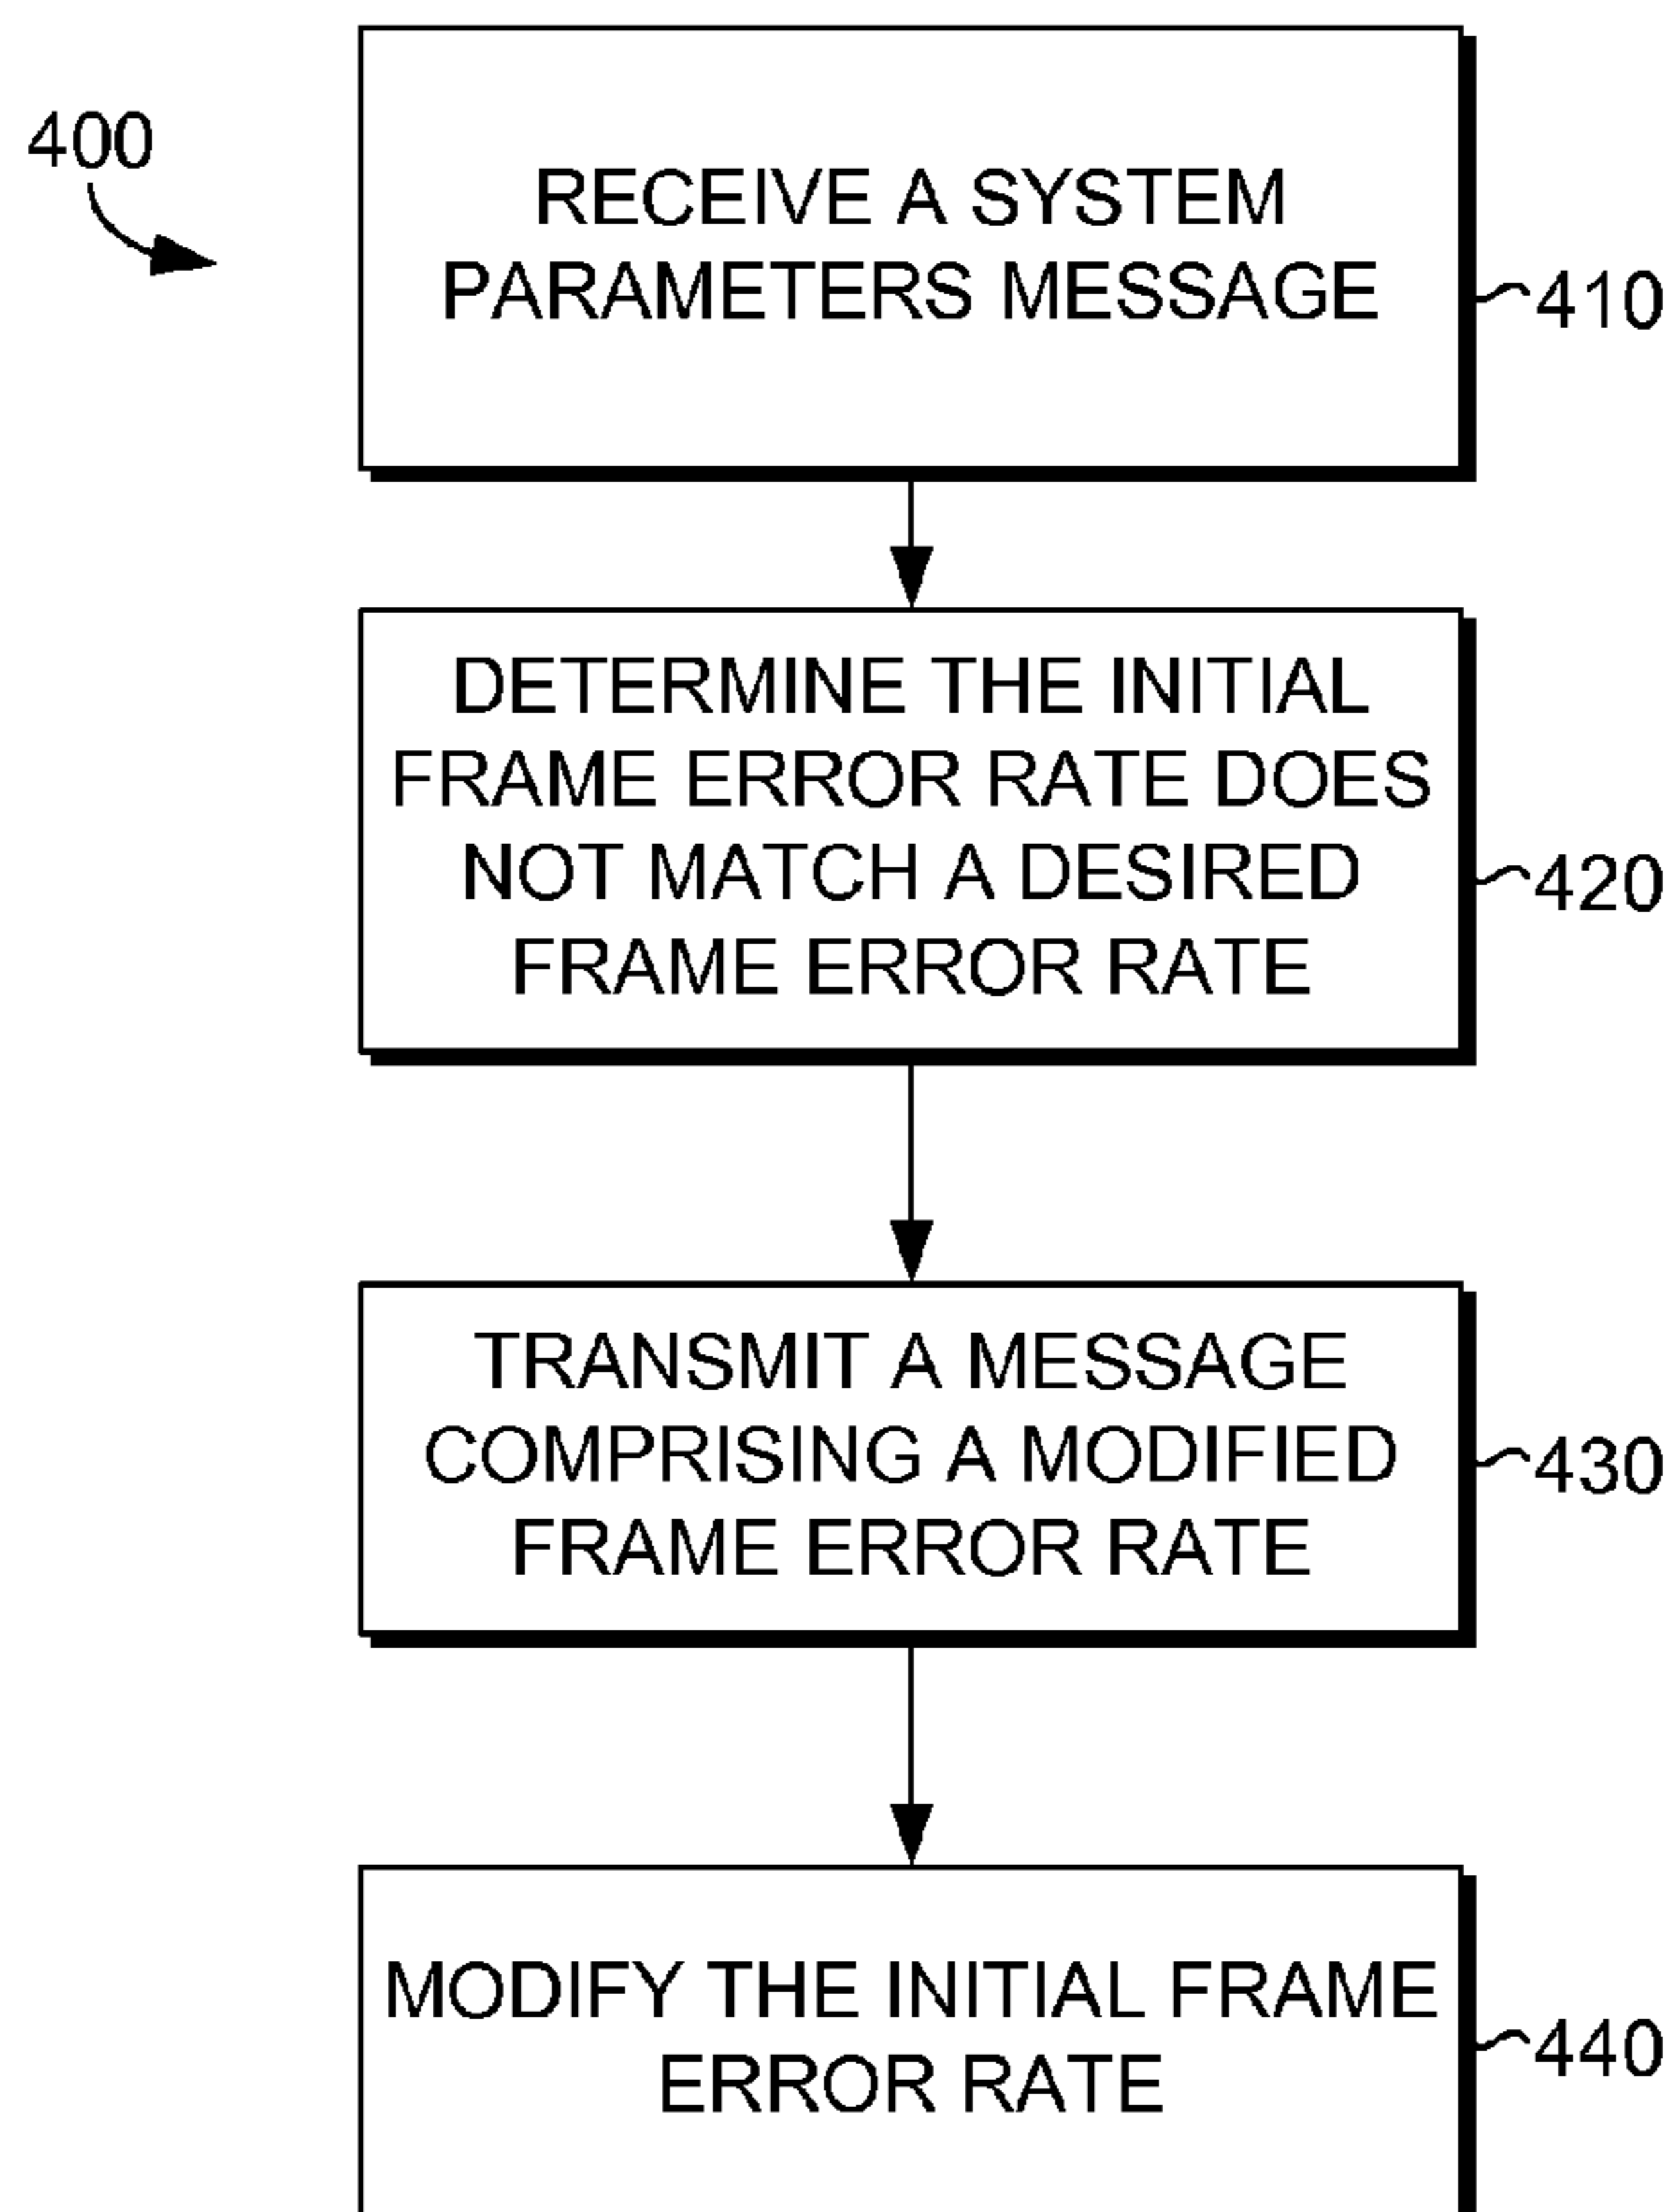 400
RECEIVE A SYSTEM
PARAMETERS MESSAGE
410
DETERMINE THE INITIAL
FRAME ERROR RATE DOES
NOT MATCH A DESIRED
FRAME ERROR RATE
420
TRANSMIT A MESSAGE
COMPRISING A MODIFIED
FRAME ERROR RATE
430
MODIFY THE INITIAL FRAME
ERROR RATE
440